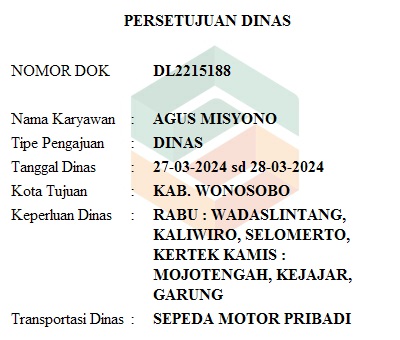 PERSETUJUAN DINAS
NOMOR DOK DL2215188
Nama Karyawan : AGUS MISYONO
Tipe Pengajuan : DINAS
Tanggal Dinas : 27-03-2024 sd 28-03-2024
Kota Tujuan : KAB. WONOSOBO
Keperluan Dinas : RABU : WADASLINTANG,
KALIWIRO, SELOMERTO,
KERTEK KAMIS :
MOJOTENGAH, KEJAJAR,
GARUNG
Transportasi Dinas : SEPEDA MOTOR PRIBADI